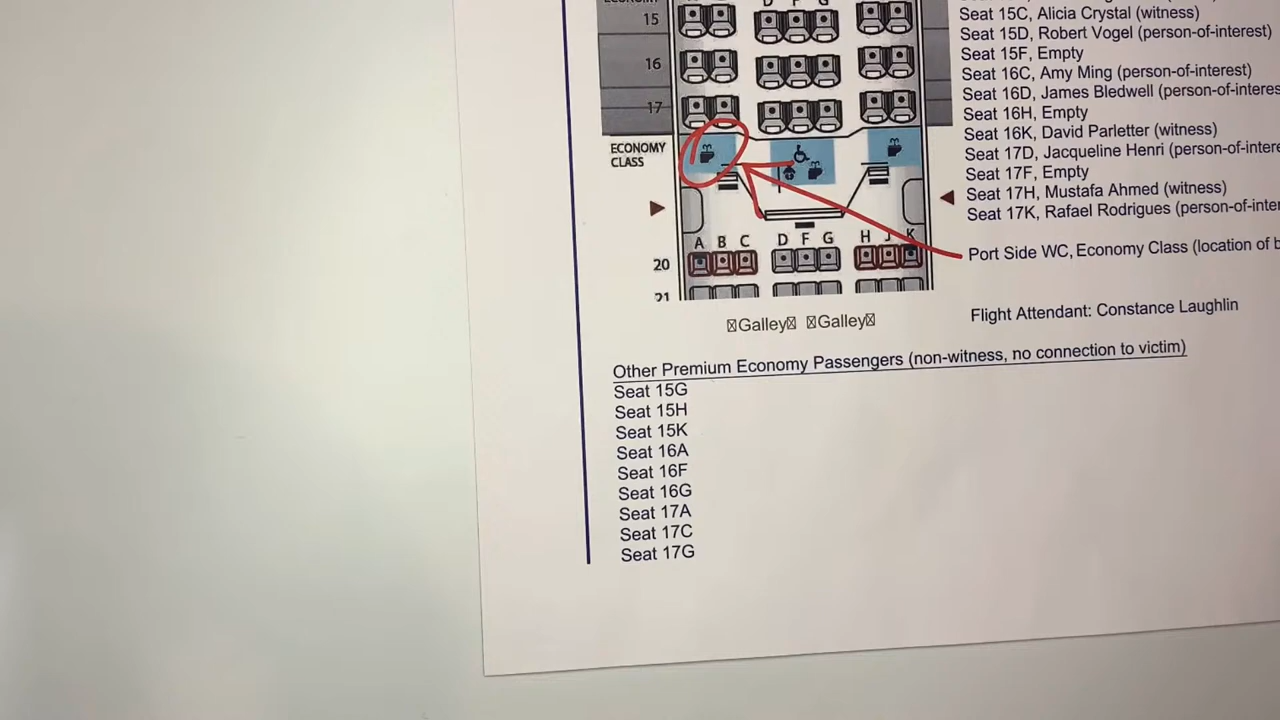 15
Seat 15C, Alicia Crystal (witness)
Seat 15D, Robert Vogel (person-of-interest)
Seat 15F, Empty
16
Seat 16C, Amy Ming (person-of-interest)
Seat 16D, James Bledwell (person-of-interes
Seat 16H, Empty
17
Seat 16K, David Parletter (witness)
ECONOMY
CLASS
Seat 17D, Jacqueline Henri (person-of-intere
Seat 17F, Empty
Seat 17H, Mustafa Ahmed (witness)
Seat 17K, Rafael Rodrigues (person-of-inter
A B C D F G H J K
Port Side WC, Economy Class (location of b
20
21
Galley Galley
Flight Attendant: Constance Laughlin
Other Premium Economy Passengers (non-witness, no connection to victim)
Seat 15G
Seat 15H
Seat 15K
Seat 16A
Seat 16F
Seat 16G
Seat 17A
Seat 17C
Seat 17G